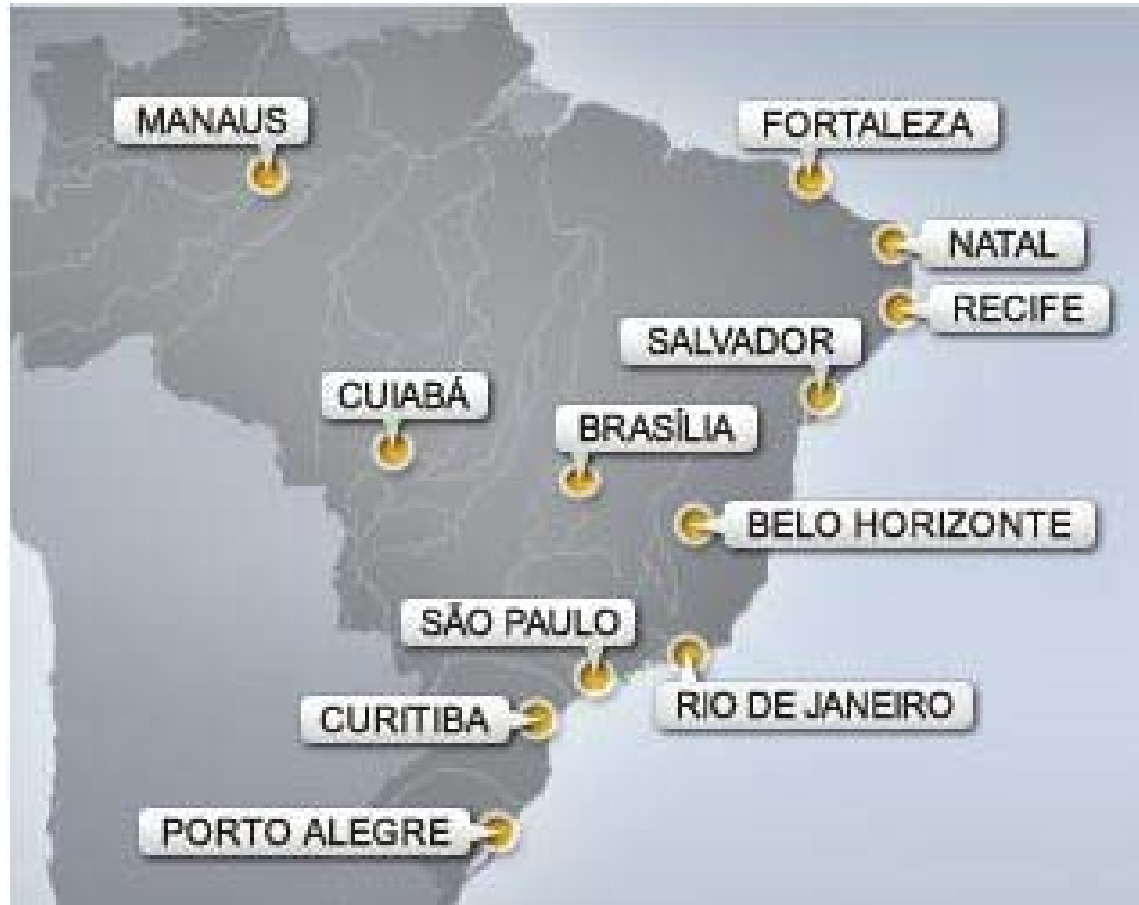 MANAUS
FORTALEZA
NATAL
RECIFE
SALVADOR
CUIABÁ
BRASÍLIA
BELO HORIZONTE
SÃO PAULO
RIO DE JANEIRO
CURITIBA
PORTO ALEGRE